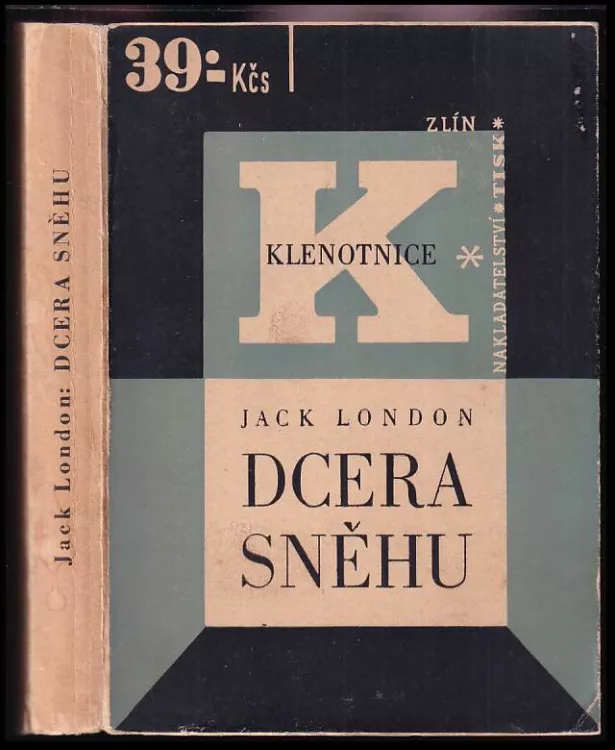 Jack London: DCERA SNĚHU
39:- Kčs
ZLÍN *
NAKLADATELSTVÍ * TISK *
K
KLENOTNICE *
JACK LONDON
DCERA
SNĚHU